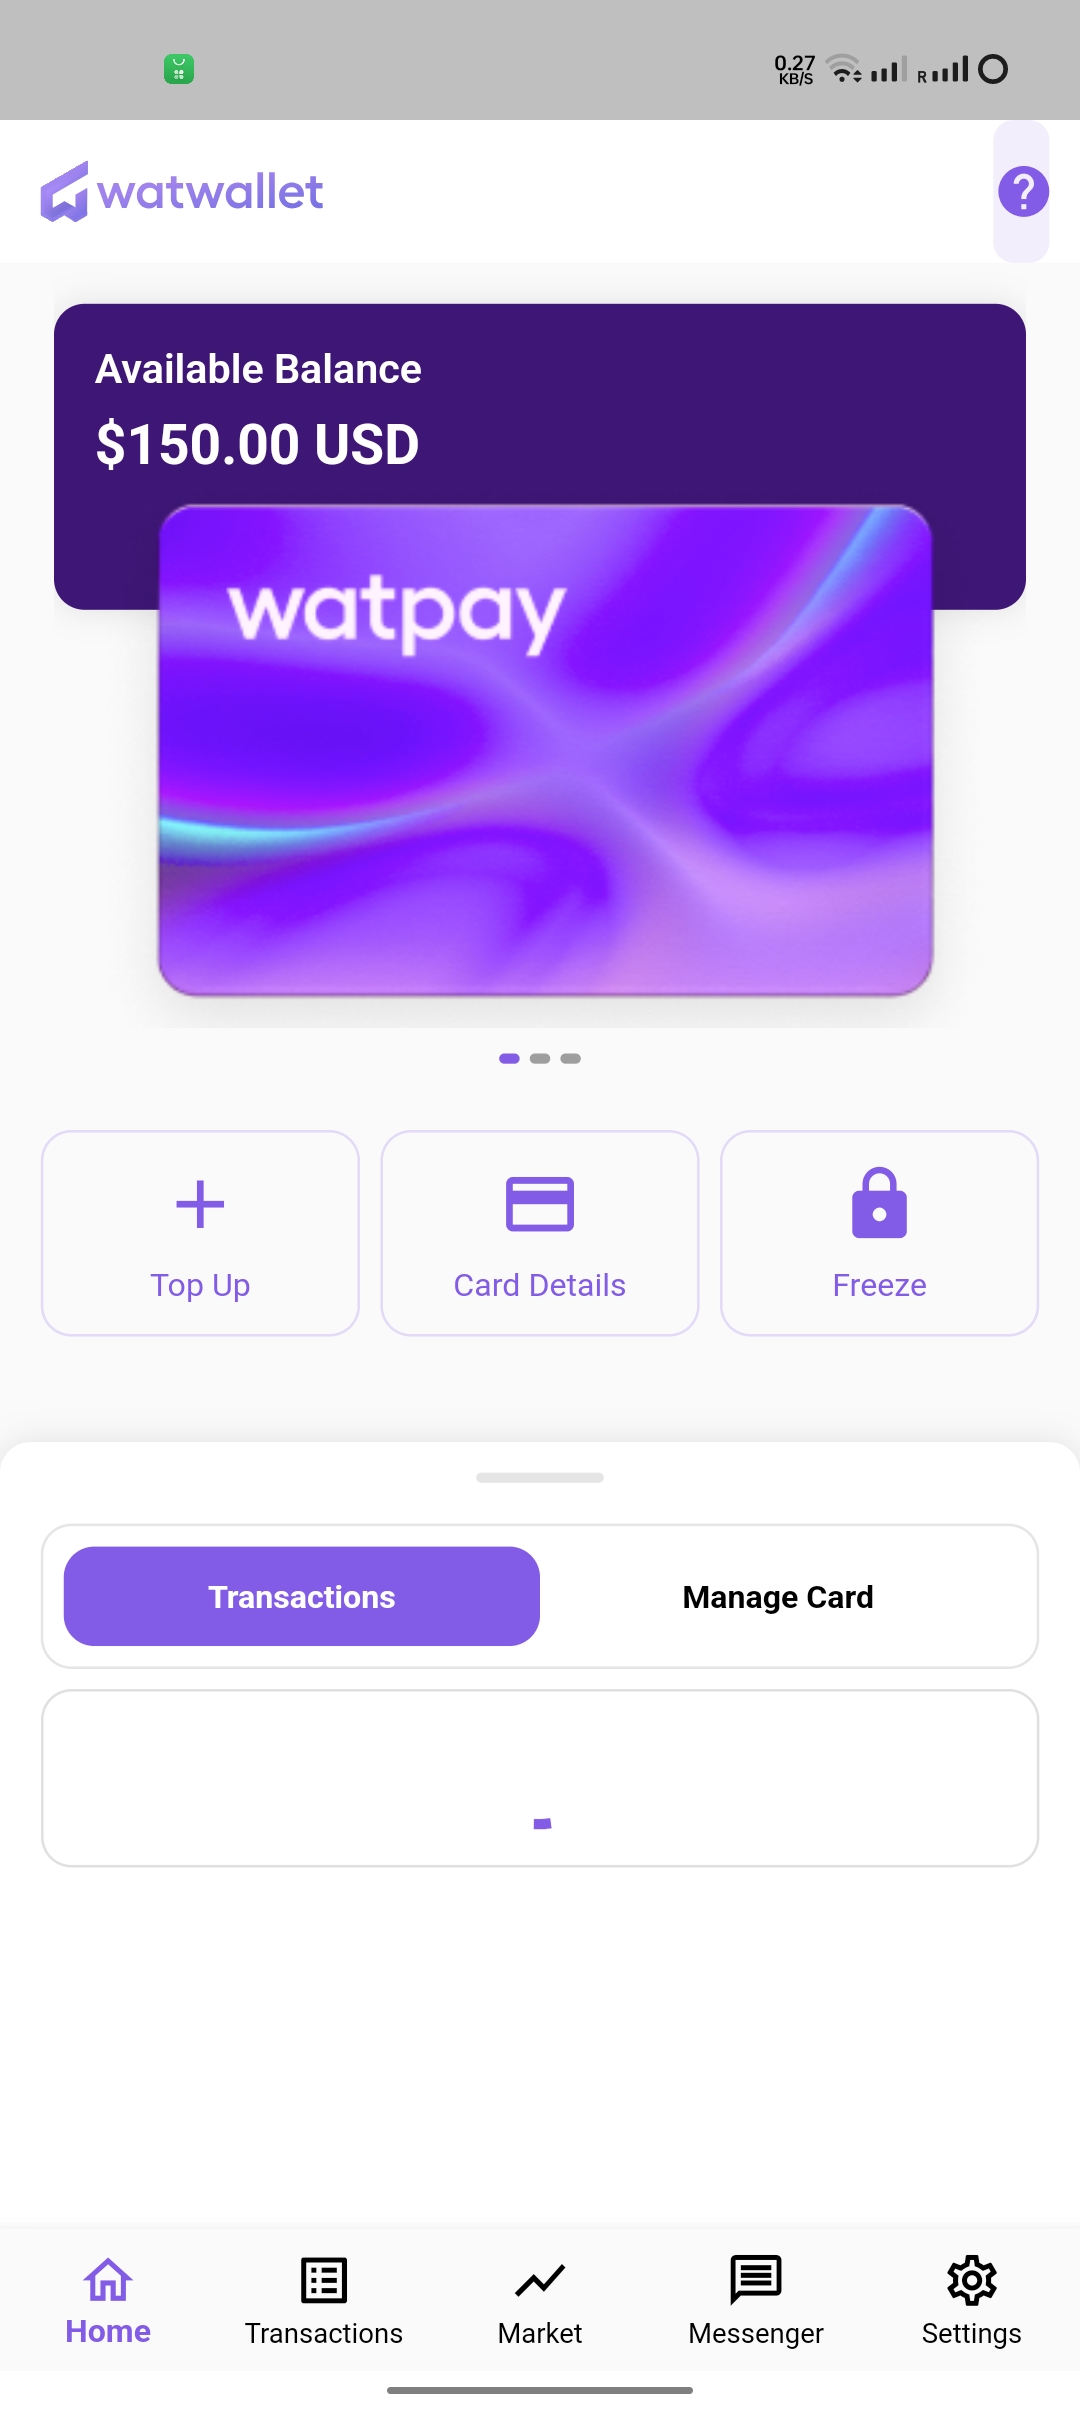 0.27
KB/S
R
watwallet
?
Available Balance
$150.00 USD
watpay
Top Up
Card Details
Freeze
Transactions
Manage Card
Home
Transactions
Market
Messenger
Settings